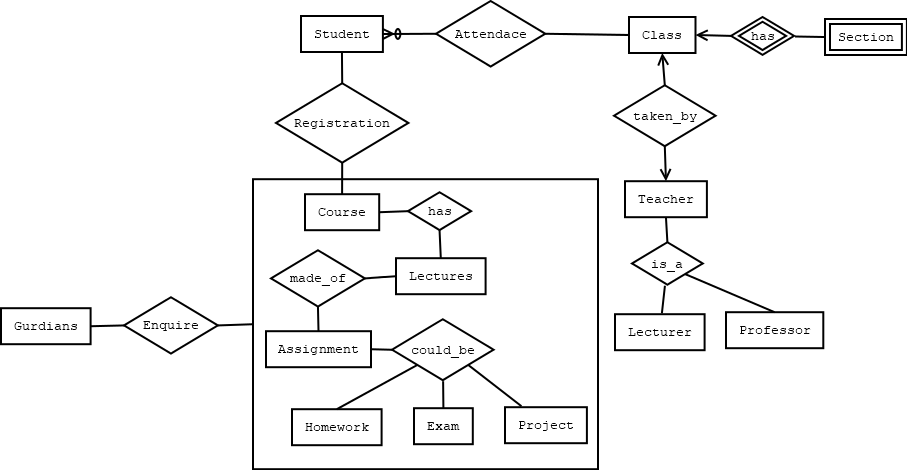 Student
Attendace
Class
has
Section
Registration
taken_by
Course
has
Teacher
made_of
Lectures
is_a
Gurdians
Enquire
Assignment
could_be
Lecturer
Professor
Homework
Exam
Project